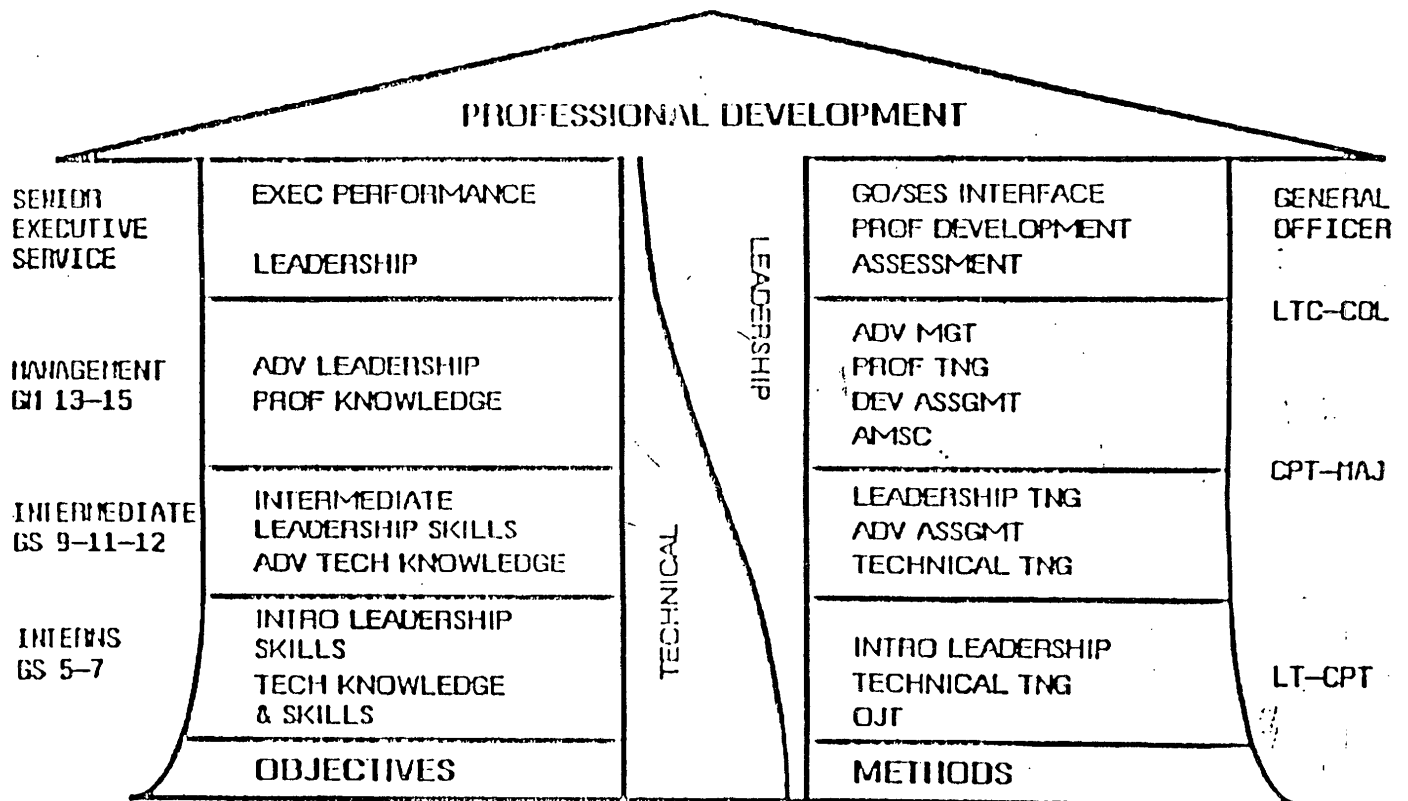 PROFESSIONAL DEVELOPMENT
SENIOR
EXECUTIVE
SERVICE
EXEC PERFORMANCE
LEADERSHIP
GO/SES INTERFACE
PROF DEVELOPMENT
ASSESSMENT
GENERAL
OFFICER
LTC-COL
MANAGEMENT
GM 13-15
ADV LEADERSHIP
PROF KNOWLEDGE
LEADERSHIP
ADV MGT
PROF TNG
DEV ASSGMT
AMSC
CPT-MAJ
INTERMEDIATE
GS 9-11-12
INTERMEDIATE
LEADERSHIP SKILLS
ADV TECH KNOWLEDGE
TECHNICAL
LEADERSHIP TNG
ADV ASSGMT
TECHNICAL TNG
INTERNS
GS 5-7
INTRO LEADERSHIP
SKILLS
TECH KNOWLEDGE
& SKILLS
INTRO LEADERSHIP
TECHNICAL TNG
OJT
LT-CPT
OBJECTIVES
METHODS